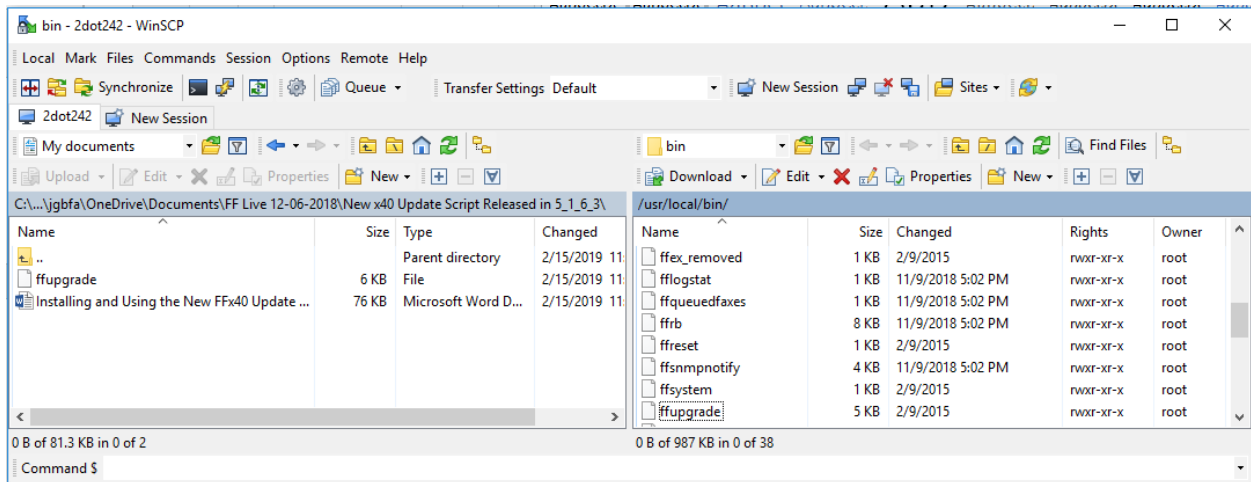 bin - 2dot242 - WinSCP
Local Mark Files Commands Session Options Remote Help
Synchronize Queue Transfer Settings Default New Session Sites
2dot242 New Session
My documents bin Find Files
Upload Edit Properties New Download Edit Properties New
C:\...\jgbfa\OneDrive\Documents\FF Live 12-06-2018\New x40 Update Script Released in 5_1_6_3\ /usr/local/bin/
Name Size Type Changed Name Size Changed Rights Owner
.. Parent directory 2/15/2019 11: ffex_removed 1 KB 2/9/2015 rwxr-xr-x root
ffupgrade 6 KB File 2/15/2019 11: fflogstat 1 KB 11/9/2018 5:02 PM rwxr-xr-x root
Installing and Using the New FFx40 Update ... 76 KB Microsoft Word D... 2/15/2019 11: ffqueuedfaxes 1 KB 11/9/2018 5:02 PM rwxr-xr-x root
ffrb 8 KB 11/9/2018 5:02 PM rwxr-xr-x root
ffreset 1 KB 2/9/2015 rwxr-xr-x root
ffsnmpnotify 4 KB 11/9/2018 5:02 PM rwxr-xr-x root
ffsystem 1 KB 2/9/2015 rwxr-xr-x root
ffupgrade 5 KB 2/9/2015 rwxr-xr-x root
0 B of 81.3 KB in 0 of 2 0 B of 987 KB in 0 of 38
Command $